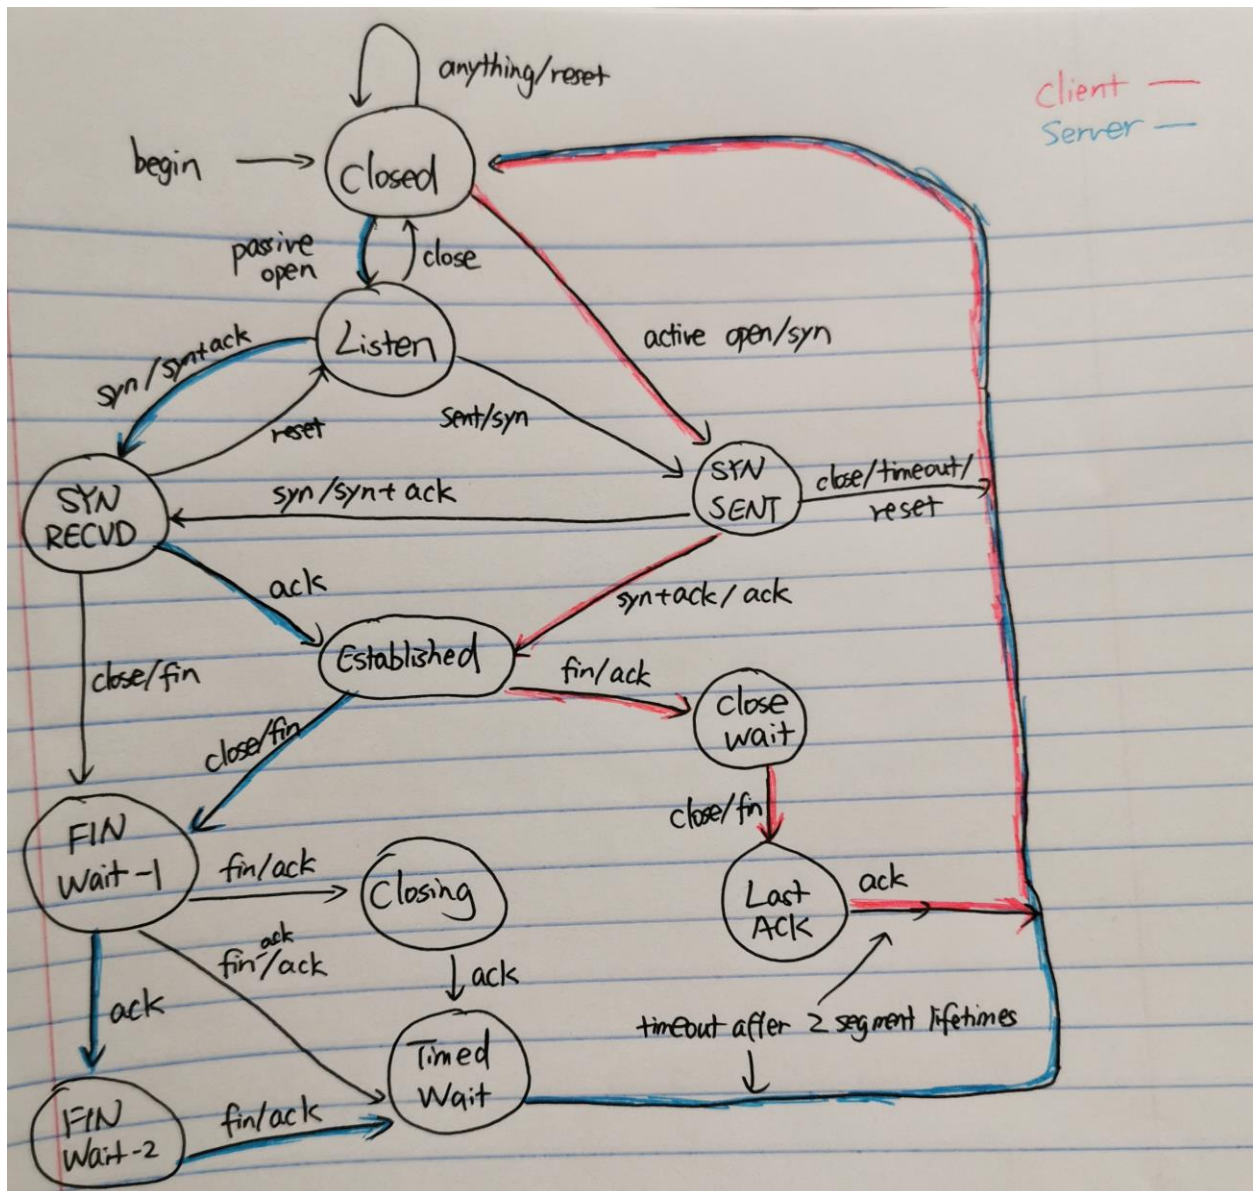 anything/reset
client
Server
begin
closed
passive
open
close
Listen
active open/syn
syn/syn+ack
reset
Sent/syn
SYN
RECVD
syn/syn+ack
SYN
SENT
close/timeout/
reset
ack
syn+ack/ack
Established
close/fin
fin/ack
close
wait
close/fin
close/fin
FIN
Wait-1
fin/ack
Closing
Last
ACK
ack
ack
fin-ack/ack
ack
timeout after 2 segment lifetimes
Timed
Wait
FIN
Wait-2
fin/ack